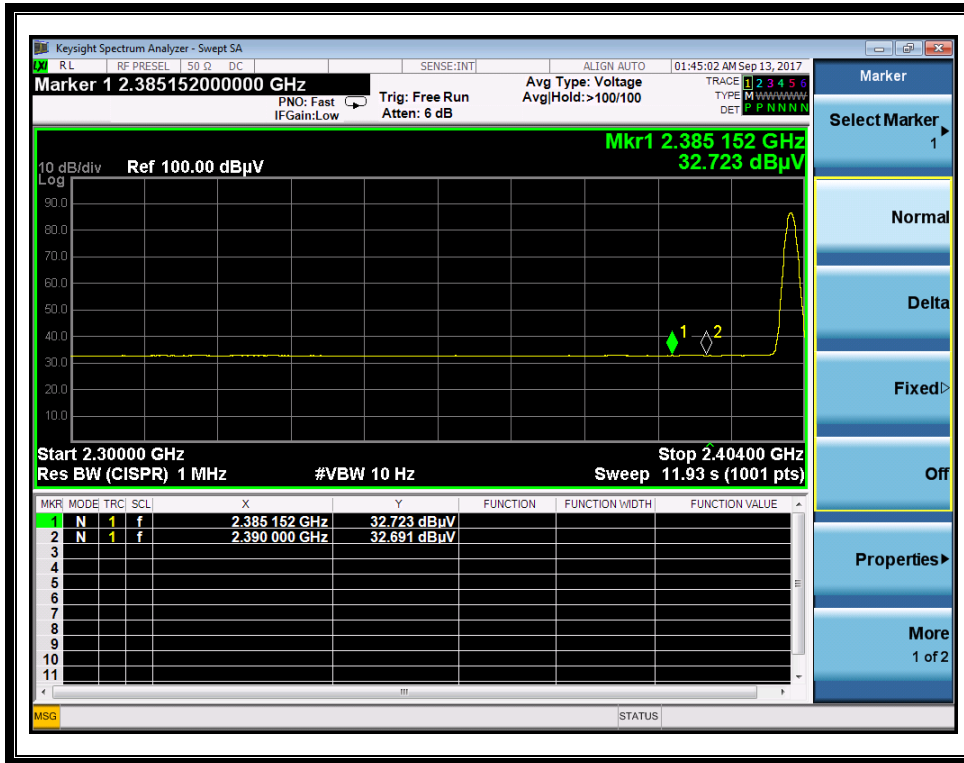 Keysight Spectrum Analyzer - Swept SA
LXI RL RF PRESEL 50 Ω DC SENSE:INT ALIGN AUTO 01:45:02 AM Sep 13, 2017
Marker 1 2.385152000000 GHz
PNO: Fast
IFGain:Low
Trig: Free Run
Atten: 6 dB
Avg Type: Voltage
Avg|Hold:>100/100
TRACE 1 2 3 4 5 6
TYPE M WWWWW
DET P P N N N N
Mkr1 2.385 152 GHz
32.723 dBµV
10 dB/div Ref 100.00 dBµV
Log
90.0
80.0
70.0
60.0
50.0
40.0
30.0
20.0
10.0
1
2
Start 2.30000 GHz Stop 2.40400 GHz
Res BW (CISPR) 1 MHz #VBW 10 Hz Sweep 11.93 s (1001 pts)
MKR MODE TRC SCL X Y FUNCTION FUNCTION WIDTH FUNCTION VALUE
1 N 1 f 2.385 152 GHz 32.723 dBµV
2 N 1 f 2.390 000 GHz 32.691 dBµV
3
4
5
6
7
8
9
10
11
MSG STATUS
Marker
Select Marker
1
Normal
Delta
Fixed
Off
Properties
More
1 of 2